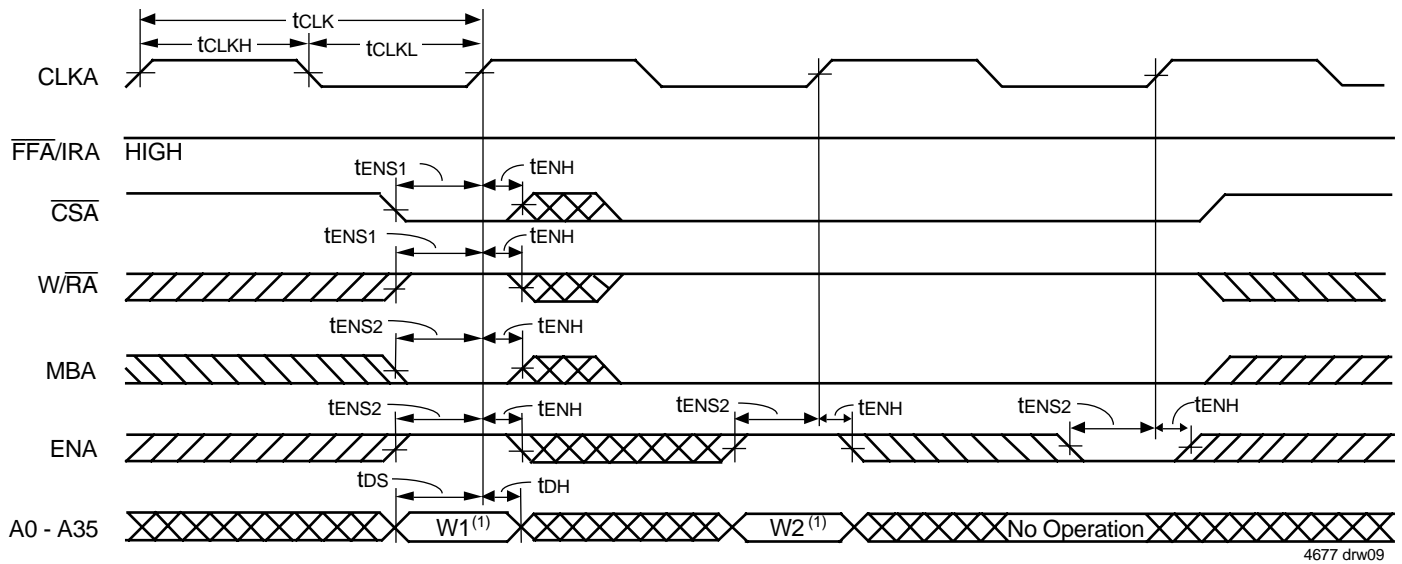 tCLK
tCLKH
tCLKL
CLKA
FFA/IRA HIGH
tENS1 tENH
CSA
tENS1 tENH
W/RA
tENS2 tENH
MBA
tENS2 tENH tENS2 tENH tENS2 tENH
ENA
tDS tDH
A0 - A35 W1(1) W2 (1) No Operation
4677 drw09